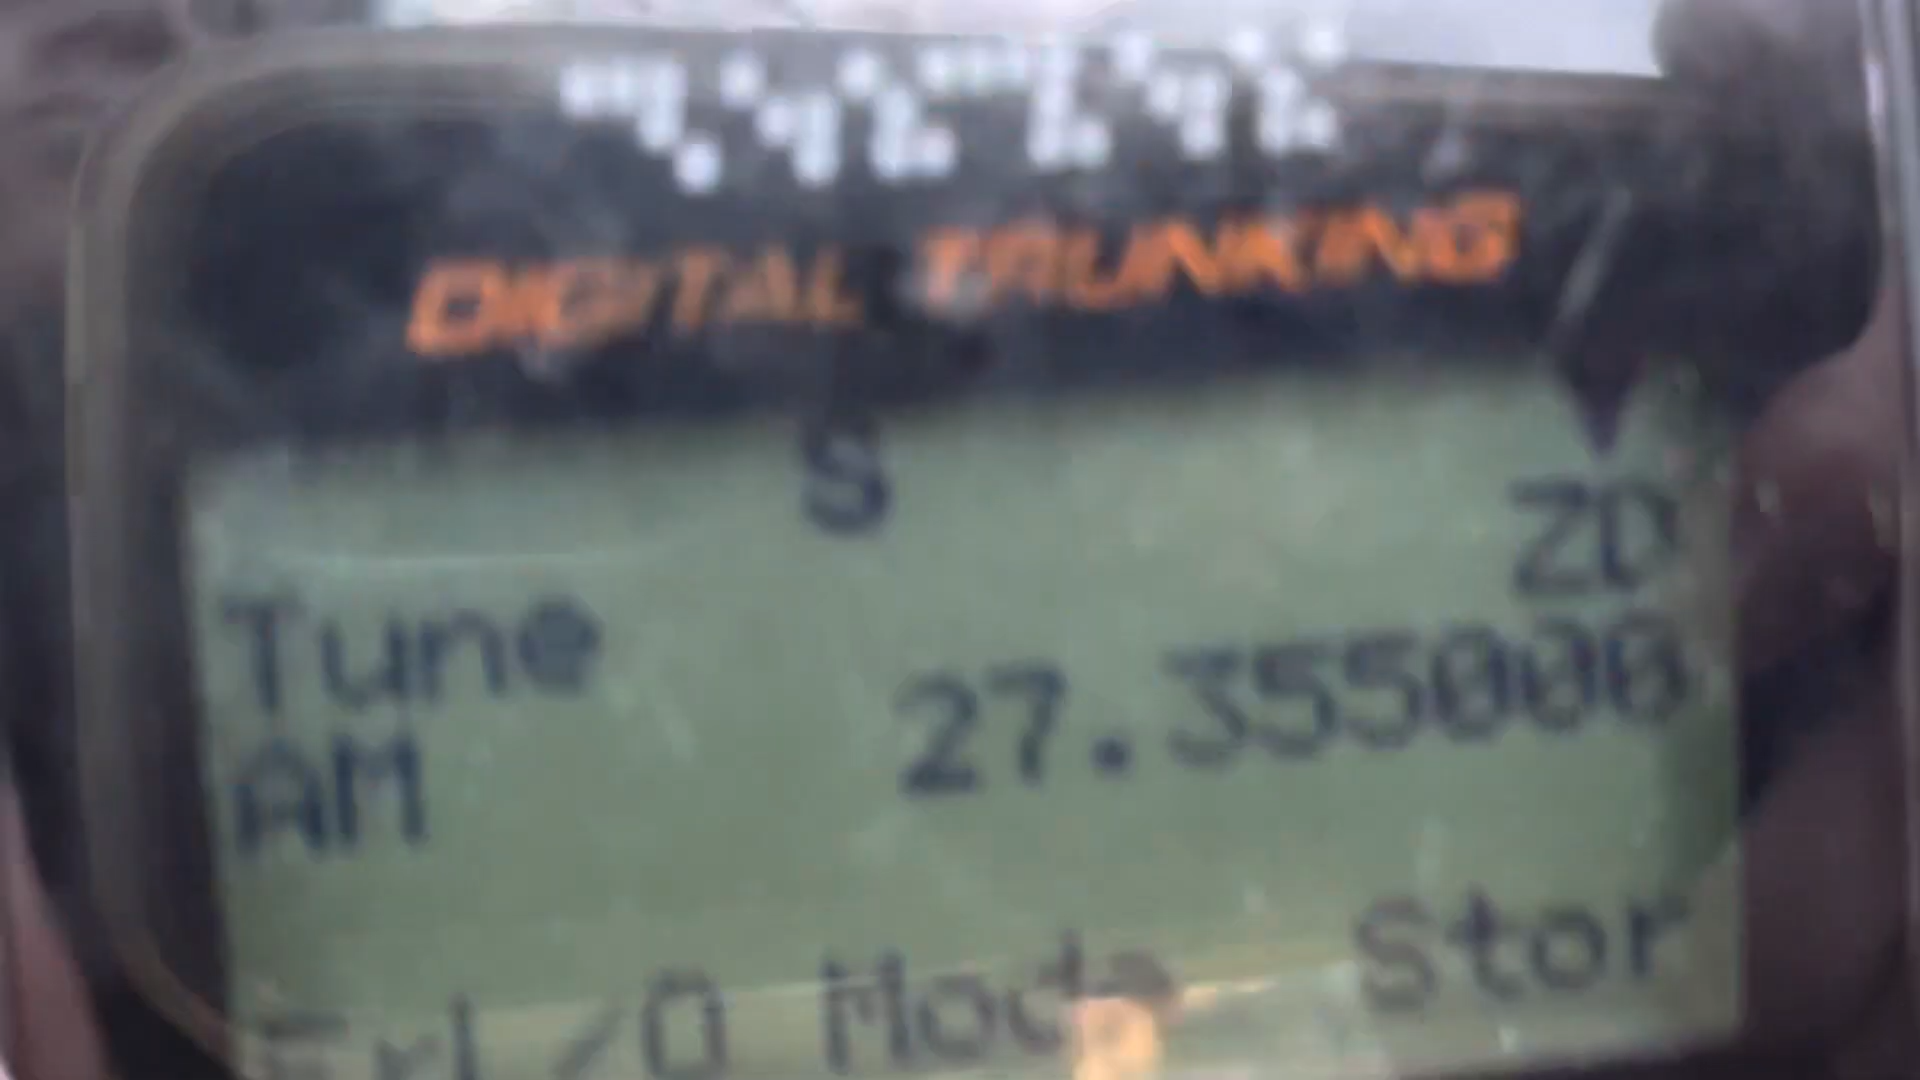 DIGITAL TRUNKING
S
ZD
Tune
27.355000
AM
Mode Stor